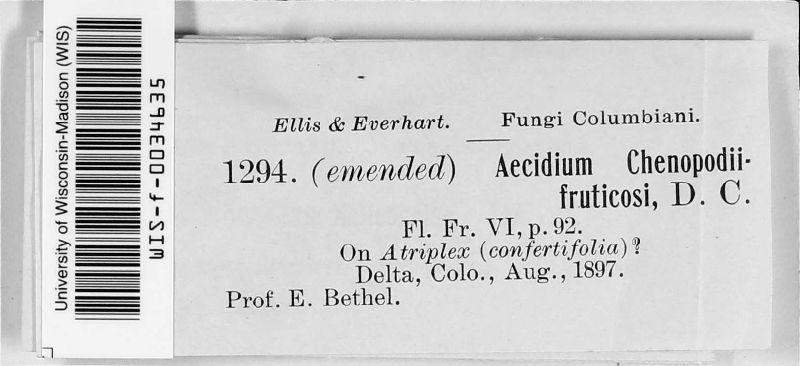 University of Wisconsin-Madison (WIS)
WIS-f-0034635
Ellis & Everhart. Fungi Columbiani.
1294. (emended) Aecidium Chenopodii-
fruticosi, D. C.
Fl. Fr. VI, p. 92.
On Atriplex (confertifolia)?
Delta, Colo., Aug., 1897.
Prof. E. Bethel.